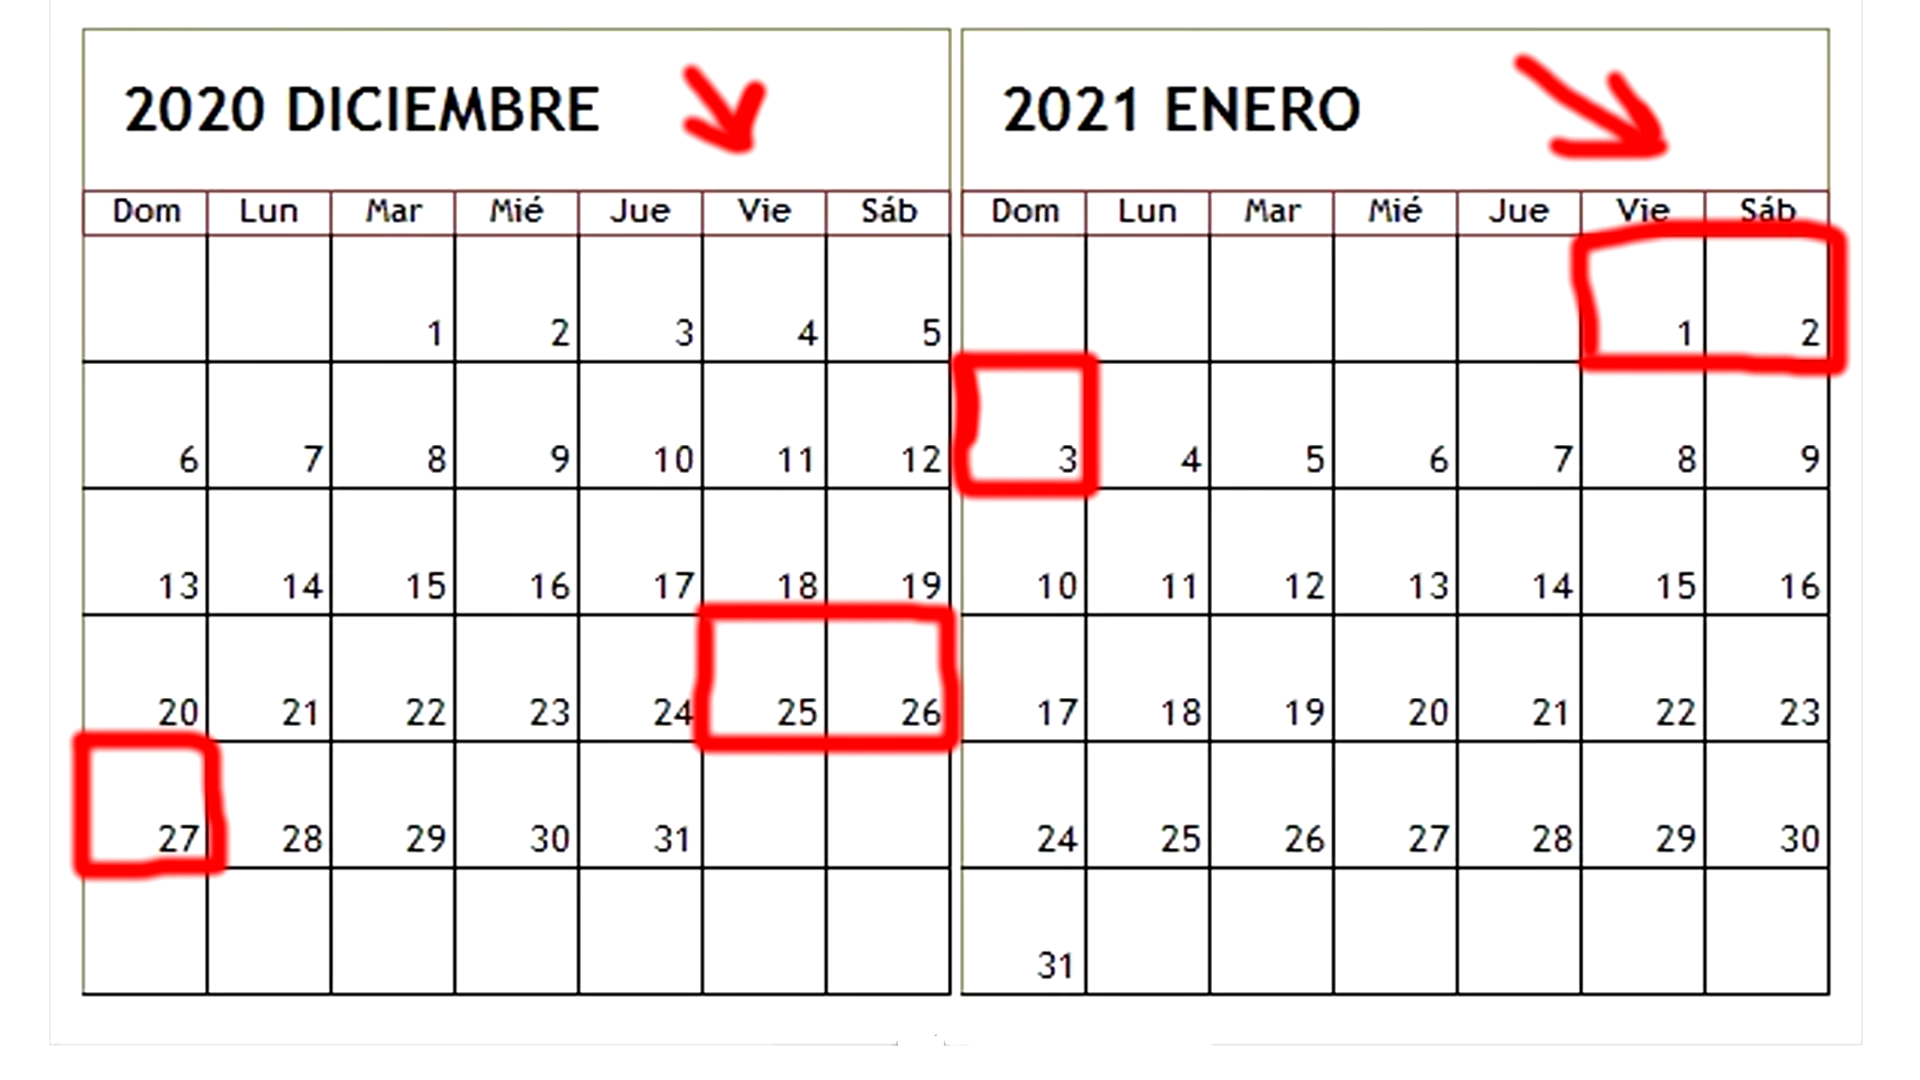 2020 DICIEMBRE
Dom Lun Mar Mié Jue Vie Sáb
1 2 3 4 5
6 7 8 9 10 11 12
13 14 15 16 17 18 19
20 21 22 23 24 25 26
27 28 29 30 31
2021 ENERO
Dom Lun Mar Mié Jue Vie Sáb
1 2
3 4 5 6 7 8 9
10 11 12 13 14 15 16
17 18 19 20 21 22 23
24 25 26 27 28 29 30
31